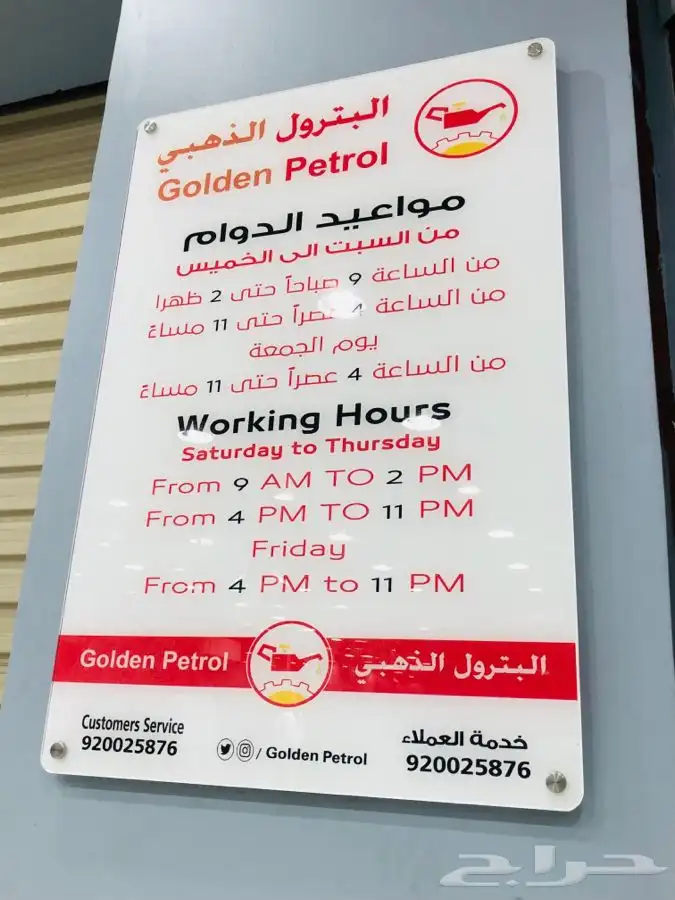 البترول الذهبي
Golden Petrol
مواعيد الدوام
من السبت الى الخميس
من الساعة 9 صباحاً حتى 2 ظهرا
من الساعة 4 عصراً حتى 11 مساءً
يوم الجمعة
من الساعة 4 عصراً حتى 11 مساءً
Working Hours
Saturday to Thursday
From 9 AM TO 2 PM
From 4 PM TO 11 PM
Friday
From 4 PM to 11 PM
Golden Petrol البترول الذهبي
Customers Service
920025876
/ Golden Petrol
خدمة العملاء
920025876
حراج